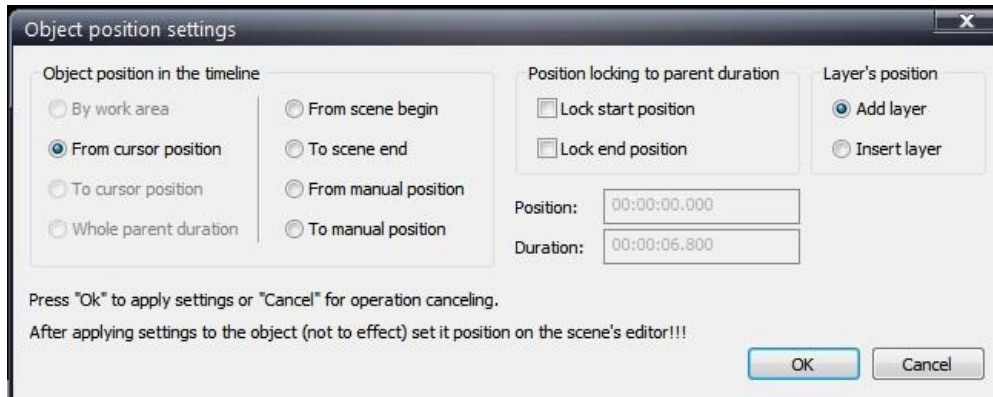 Object position settings
X
Object position in the timeline
By work area
From cursor position
To cursor position
Whole parent duration
From scene begin
To scene end
From manual position
To manual position
Position locking to parent duration
Lock start position
Lock end position
Layer's position
Add layer
Insert layer
Position: 00:00:00.000
Duration: 00:00:06.800
Press "Ok" to apply settings or "Cancel" for operation canceling.
After applying settings to the object (not to effect) set it position on the scene's editor!!!
OK
Cancel